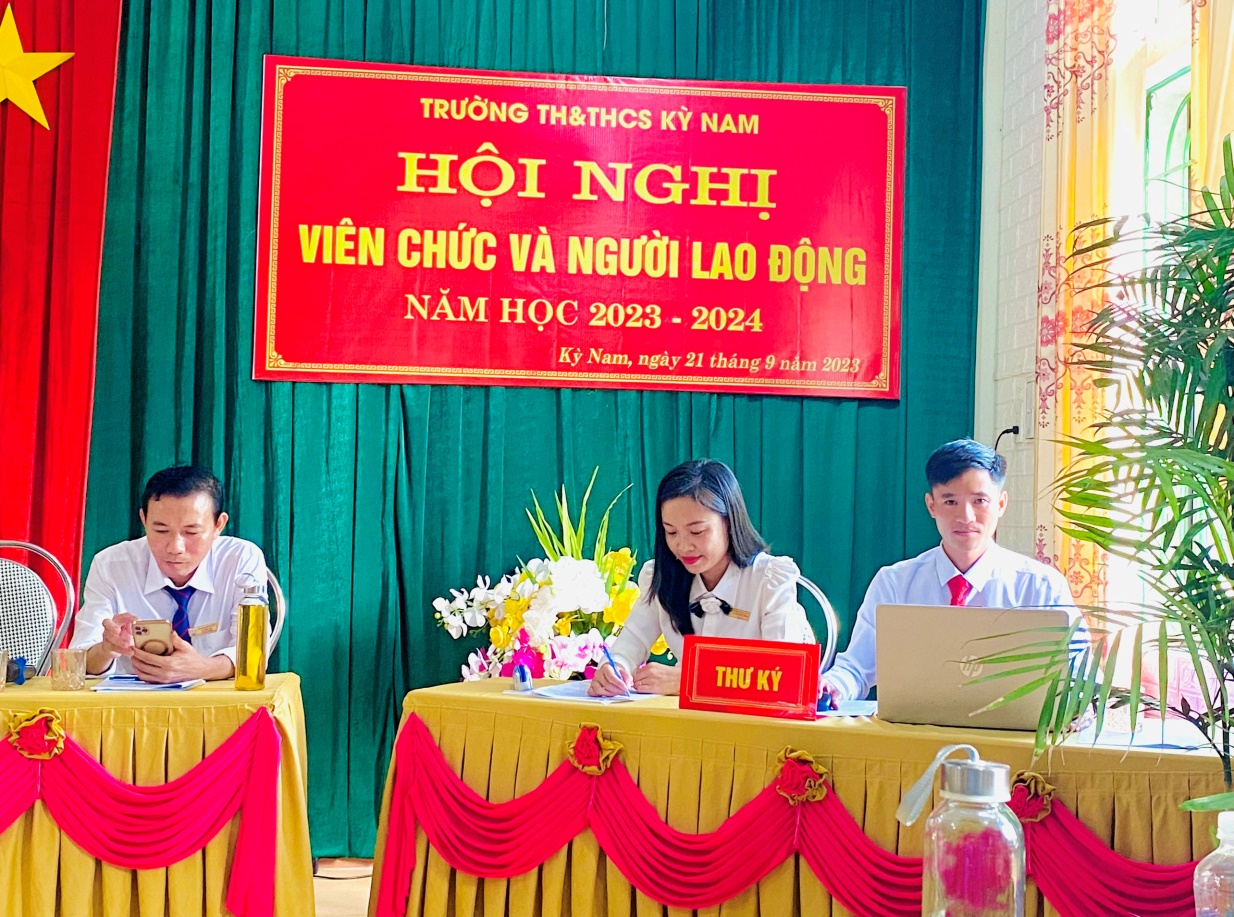 TRƯỜNG TH&THCS KỲ NAM
HỘI NGHỊ
VIÊN CHỨC VÀ NGƯỜI LAO ĐỘNG
NĂM HỌC 2023 - 2024
Kỳ Nam, ngày 21 tháng 9 năm 2023
THƯ KÝ
hp